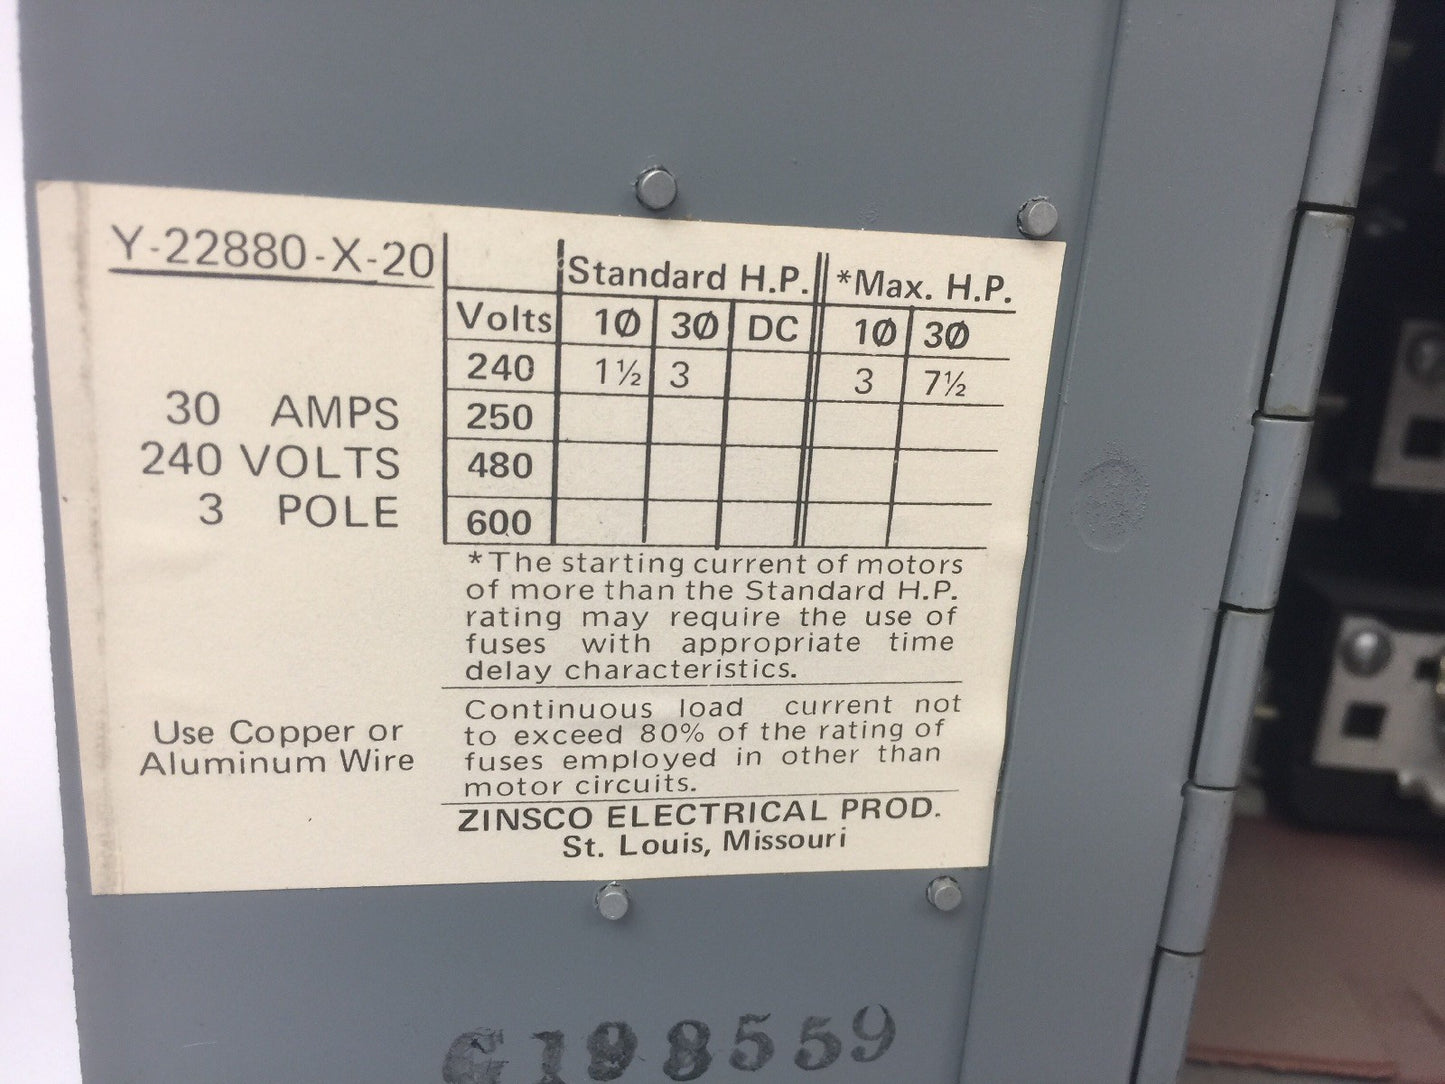 Y-22880-X-20
30 AMPS
240 VOLTS
3 POLE
Use Copper or
Aluminum Wire
Standard H.P. *Max. H.P.
Volts 1Ø 3Ø DC 1Ø 3Ø
240 1½ 3 3 7½
250
480
600
*The starting current of motors
of more than the Standard H.P.
rating may require the use of
fuses with appropriate time
delay characteristics.
Continuous load current not
to exceed 80% of the rating of
fuses employed in other than
motor circuits.
ZINSCO ELECTRICAL PROD.
St. Louis, Missouri
G198559